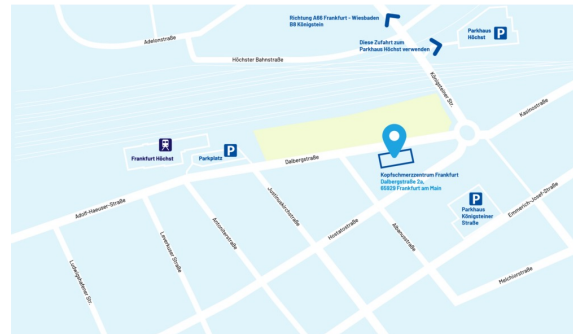 Richtung A66 Frankfurt - Wiesbaden
B8 Königstein
Diese Zufahrt zum
Parkhaus Höchst verwenden
Parkhaus
Höchst
P
Adelonstraße
Höchster Bahnstraße
Königsteiner Str.
Kasinostraße
Frankfurt Höchst
P
Parkplatz
Dalbergstraße
Kopfschmerzzentrum Frankfurt
Dalbergstraße 2a,
65929 Frankfurt am Main
P
Parkhaus
Königsteiner
Straße
Adolf-Haeuser-Straße
Ludwigshafener Str.
Leverkuser Straße
Antoniterstraße
Justinuskirchstraße
Hostatostraße
Albanusstraße
Emmerich-Josef-Straße
Melchiorstraße